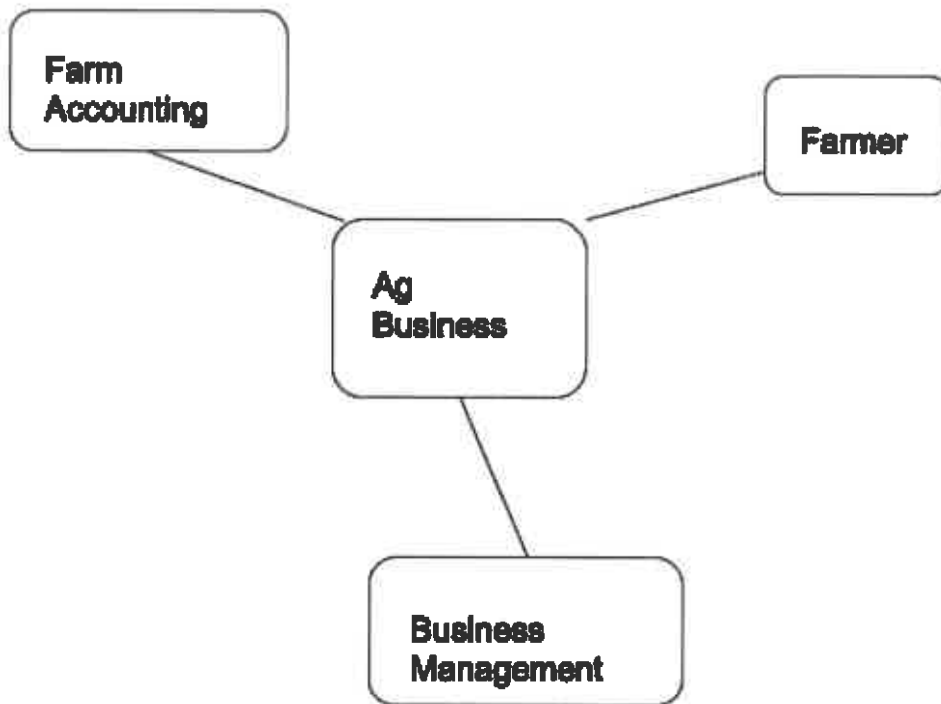 Farm
Accounting
Farmer
Ag
Business
Business
Management